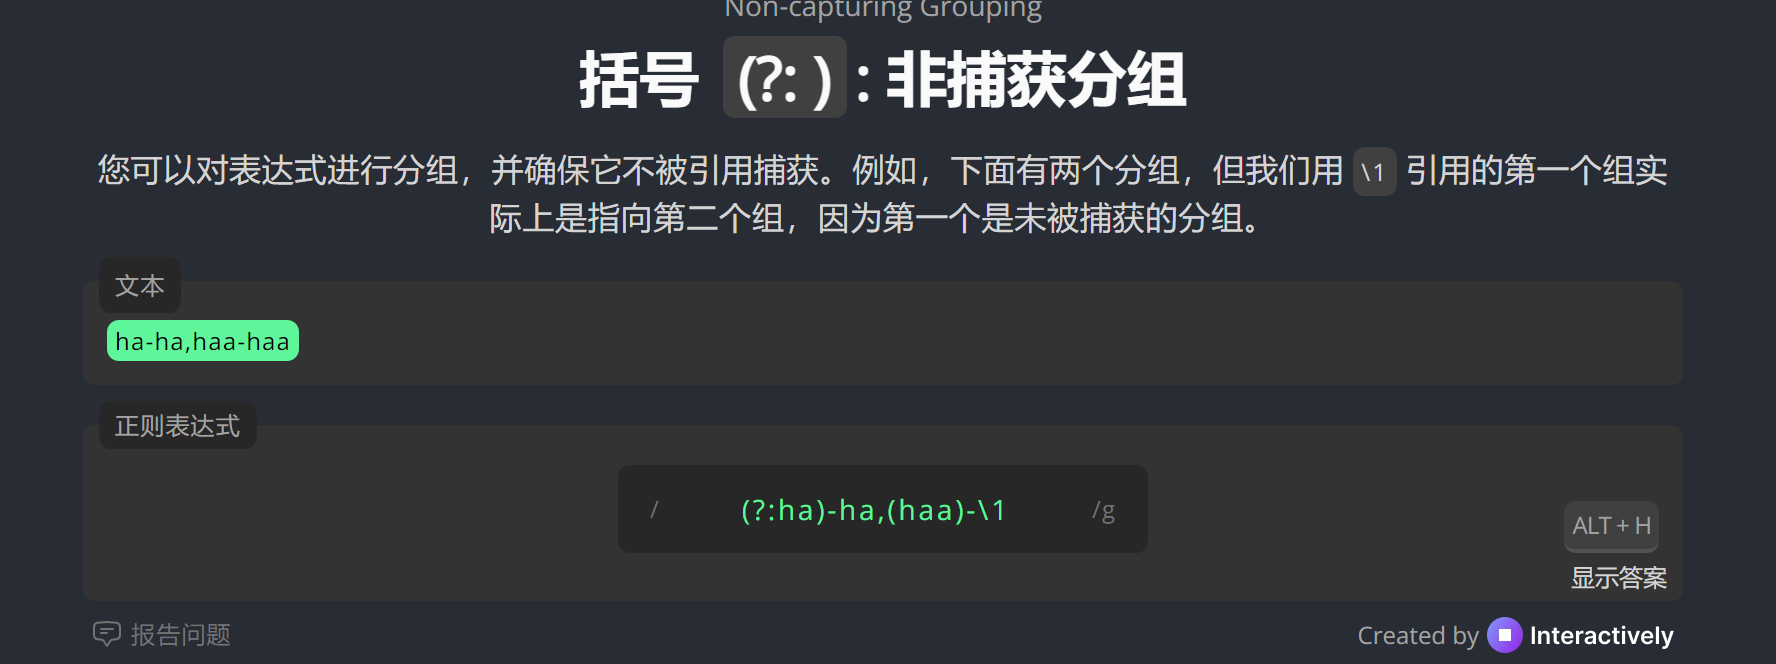 Non-capturing Grouping
括号 (?: ) : 非捕获分组
您可以对表达式进行分组，并确保它不被引用捕获。例如，下面有两个分组，但我们用 \1 引用的第一个组实
际上是指向第二个组，因为第一个是未被捕获的分组。
文本
ha-ha,haa-haa
正则表达式
/ (?:ha)-ha,(haa)-\1 /g
ALT + H
显示答案
报告问题
Created by Interactively